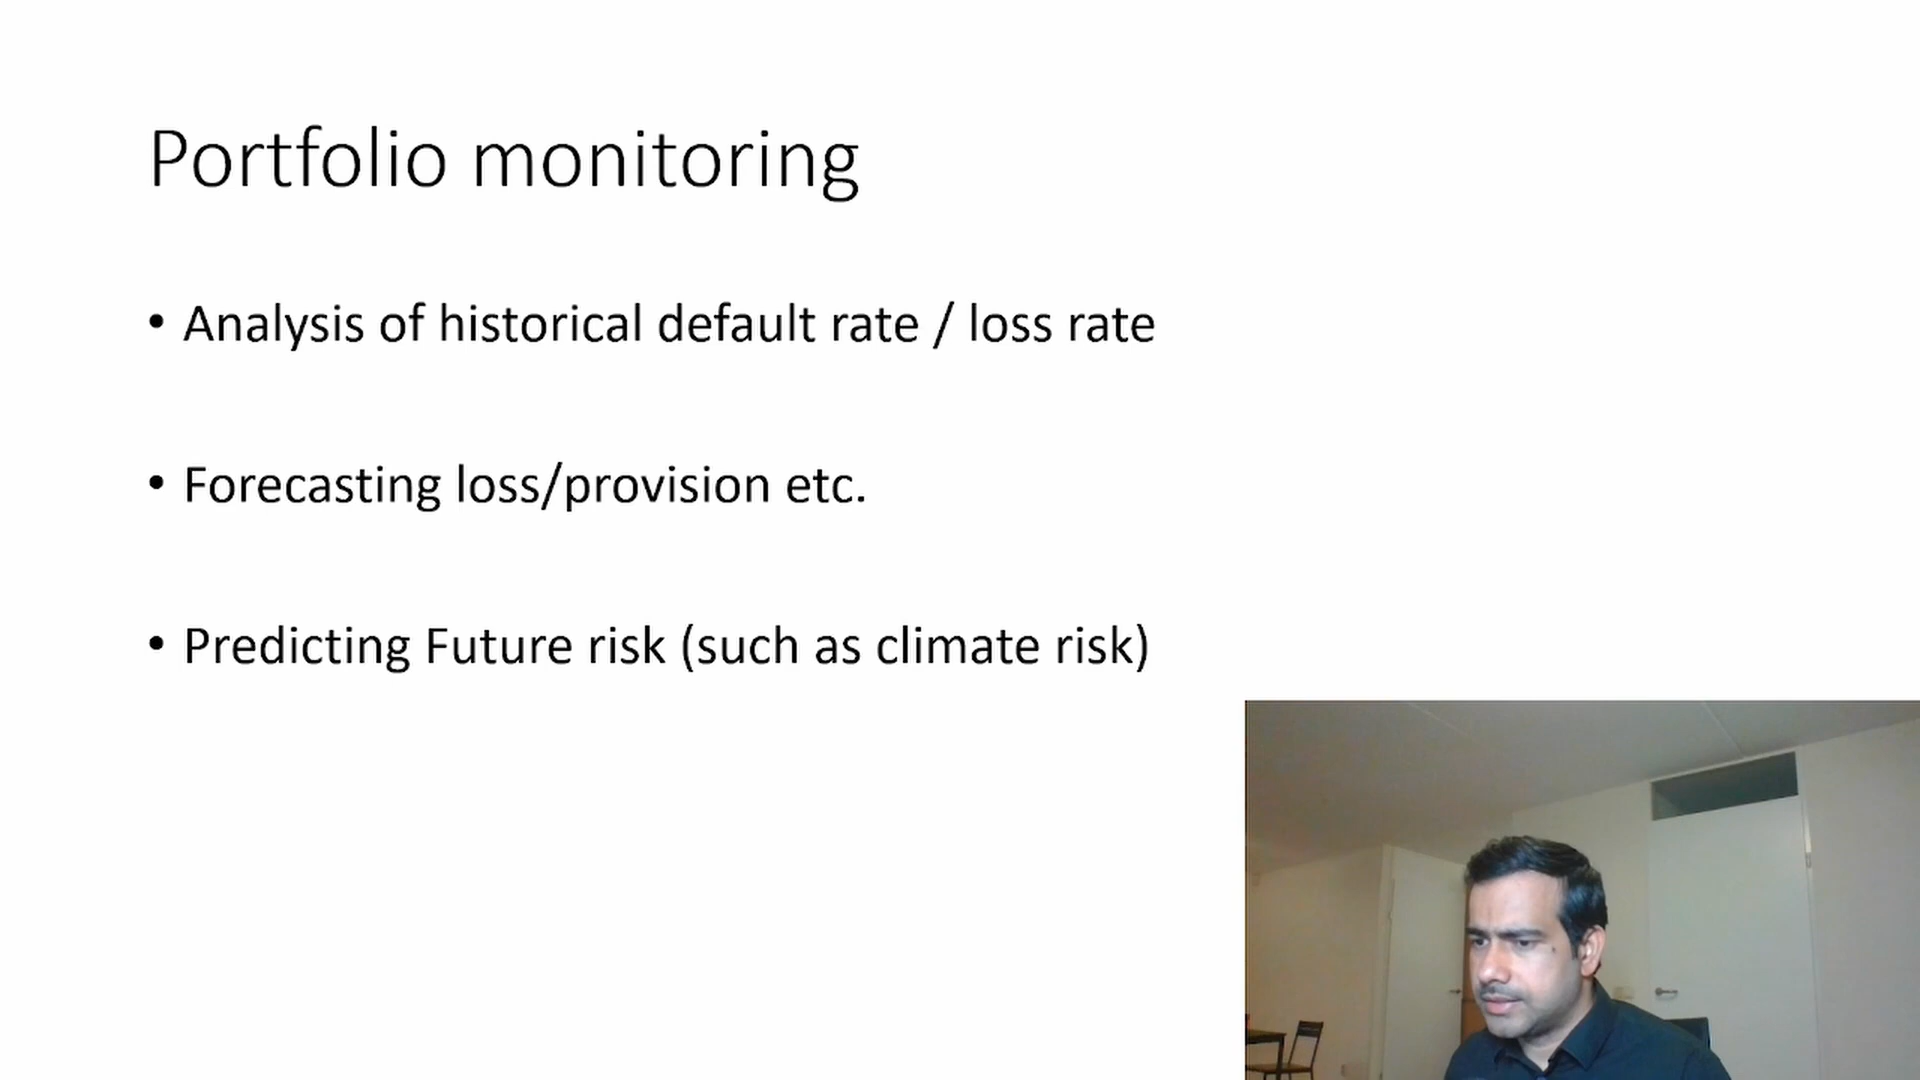 Portfolio monitoring
• Analysis of historical default rate / loss rate
• Forecasting loss/provision etc.
• Predicting Future risk (such as climate risk)